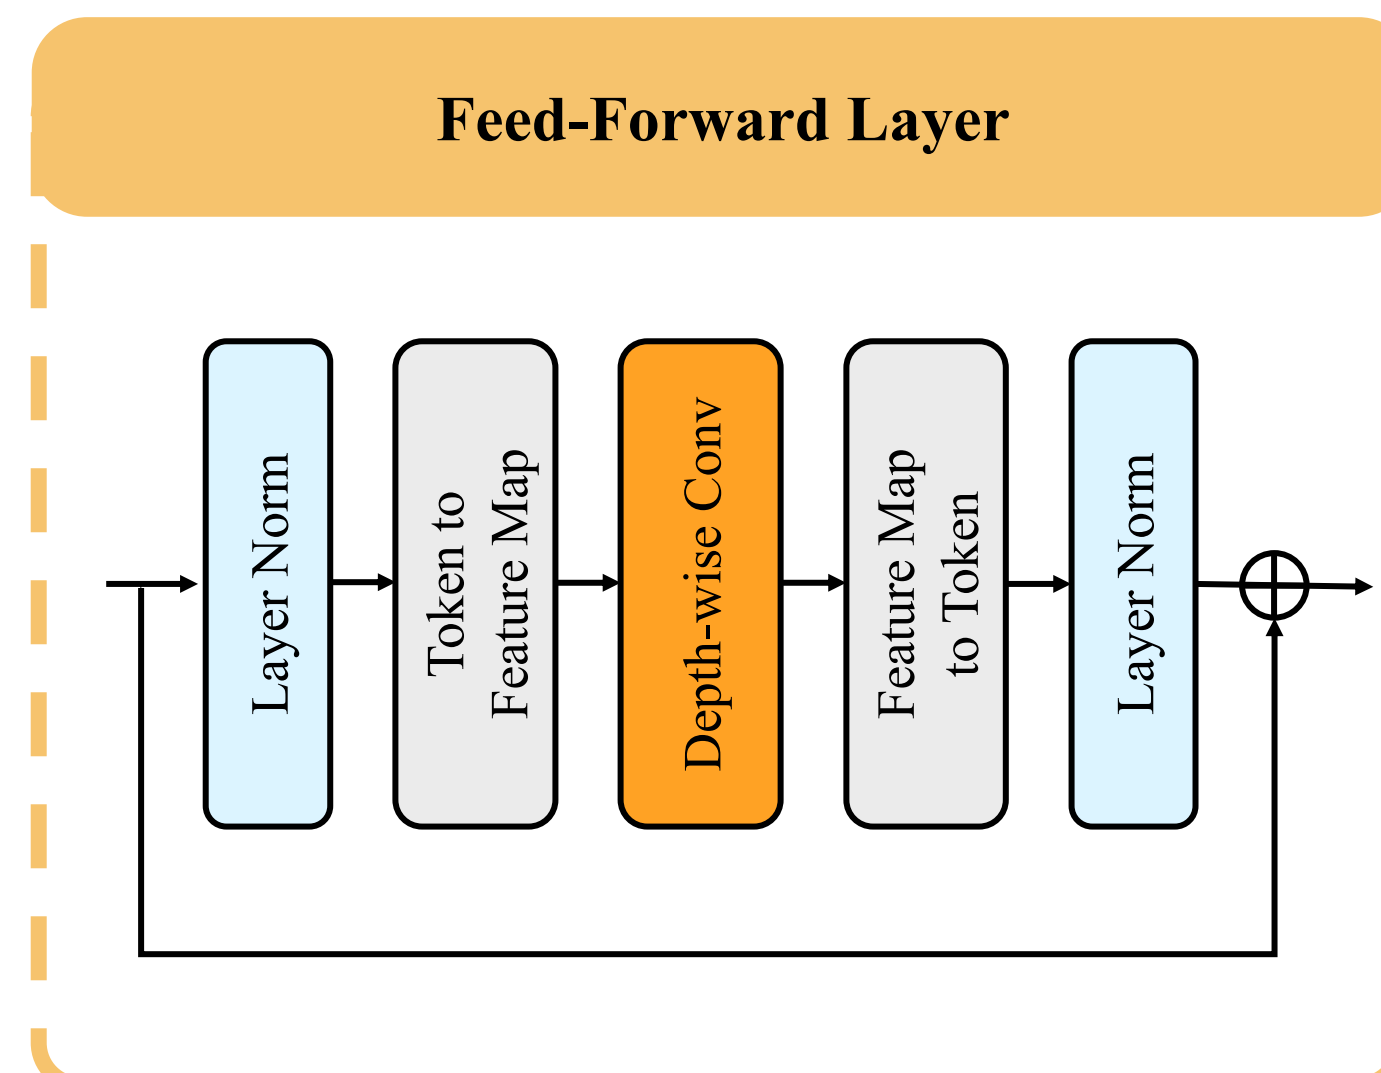 Feed-Forward Layer
Layer Norm
Token to
Feature Map
Depth-wise Conv
Feature Map
to Token
Layer Norm